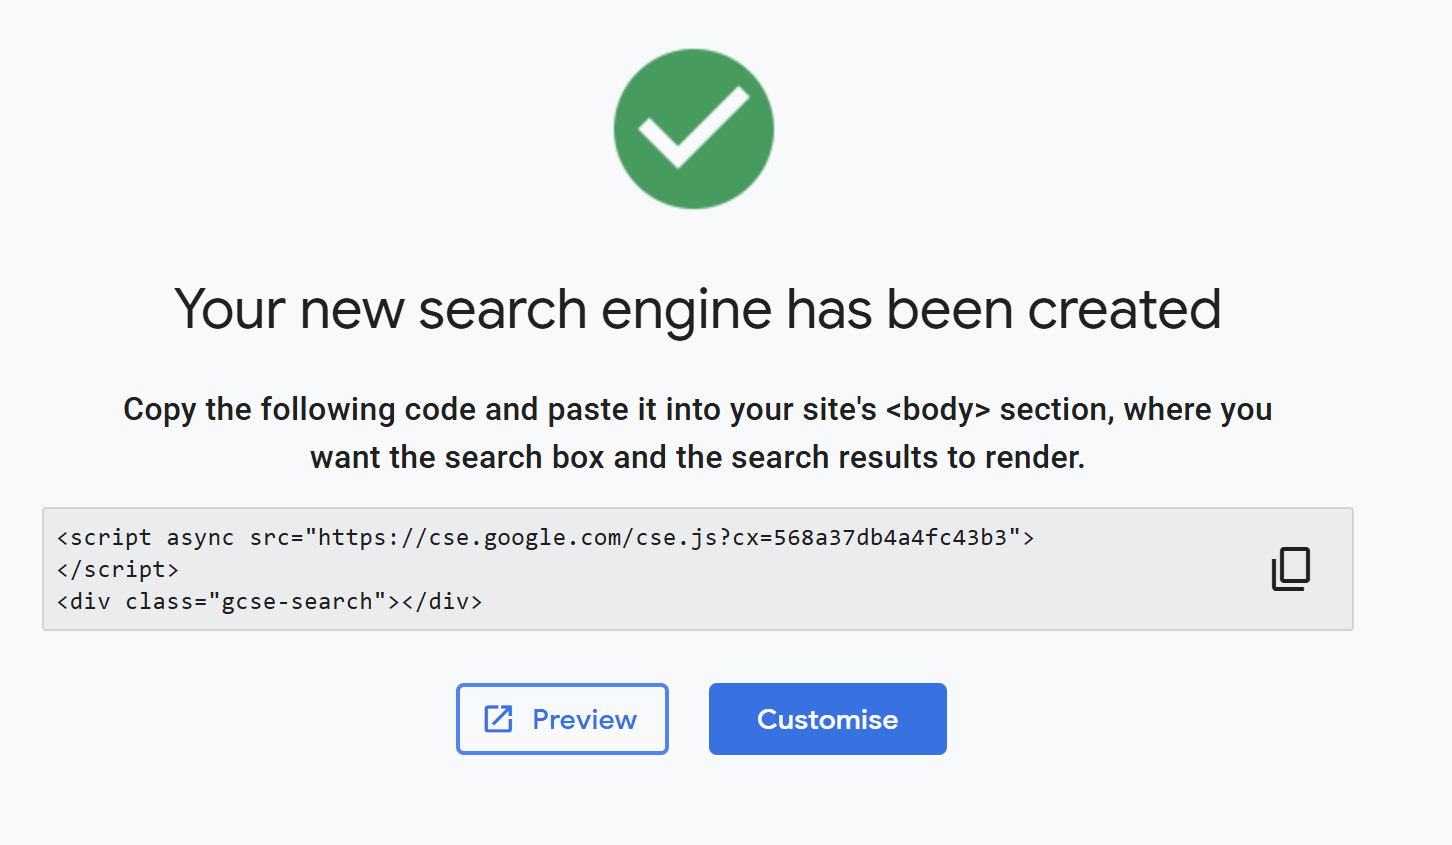 Your new search engine has been created
Copy the following code and paste it into your site's <body> section, where you
want the search box and the search results to render.
<script async src="https://cse.google.com/cse.js?cx=568a37db4a4fc43b3">
</script>
<div class="gcse-search"></div>
Preview
Customise